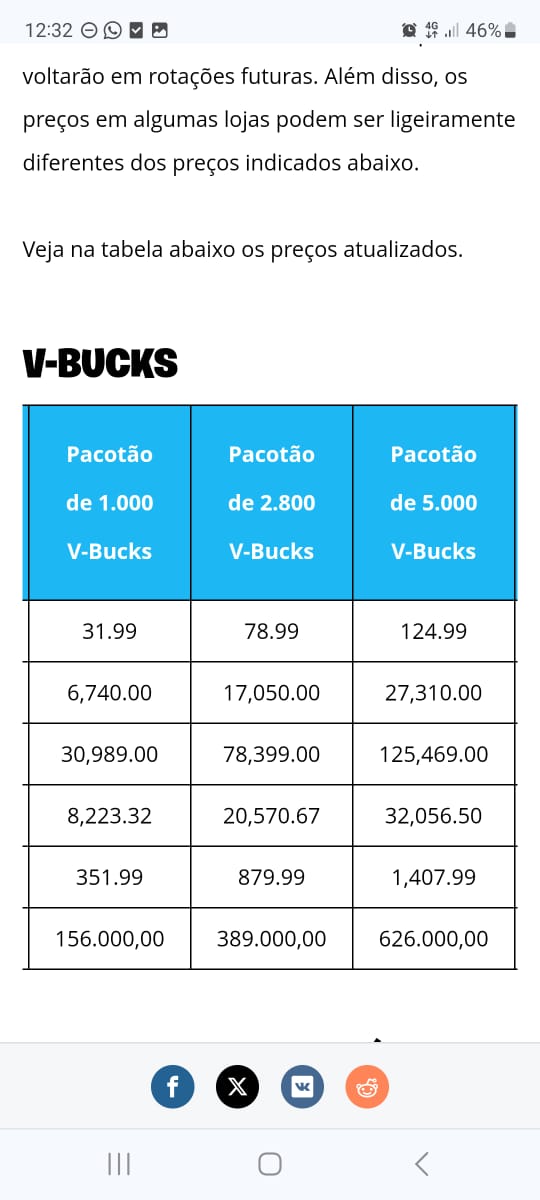 12:32 4G 46%
voltarão em rotações futuras. Além disso, os
preços em algumas lojas podem ser ligeiramente
diferentes dos preços indicados abaixo.
Veja na tabela abaixo os preços atualizados.
V-BUCKS
Pacotão Pacotão Pacotão
de 1.000 de 2.800 de 5.000
V-Bucks V-Bucks V-Bucks
31.99 78.99 124.99
6,740.00 17,050.00 27,310.00
30,989.00 78,399.00 125,469.00
8,223.32 20,570.67 32,056.50
351.99 879.99 1,407.99
156.000,00 389.000,00 626.000,00